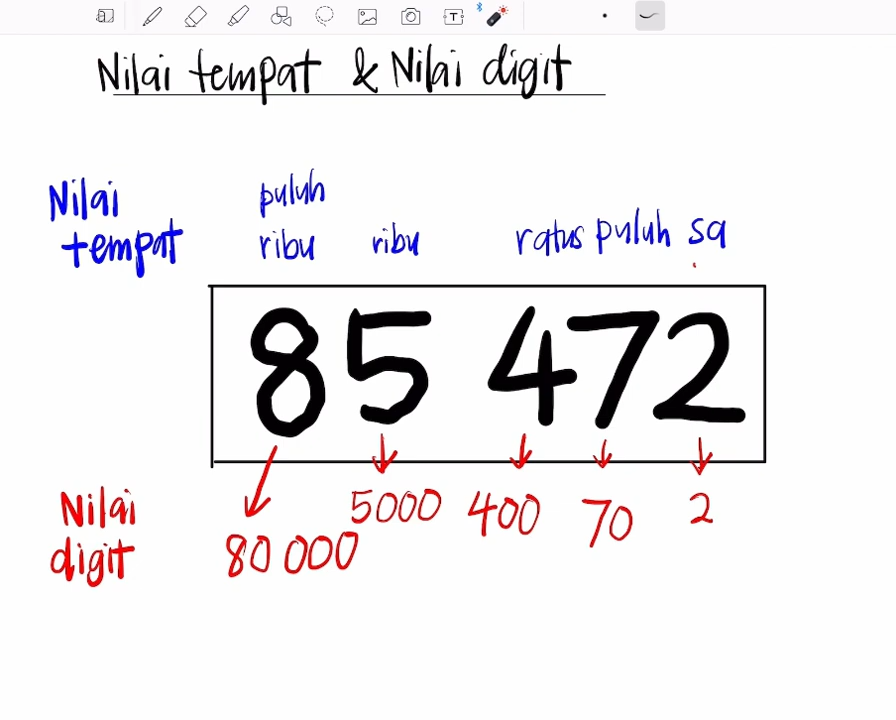 Nilai tempat & Nilai digit
Nilai tempat
puluh ribu
ribu
ratus
puluh
sa
85 472
Nilai digit
80 000
5000
400
70
2